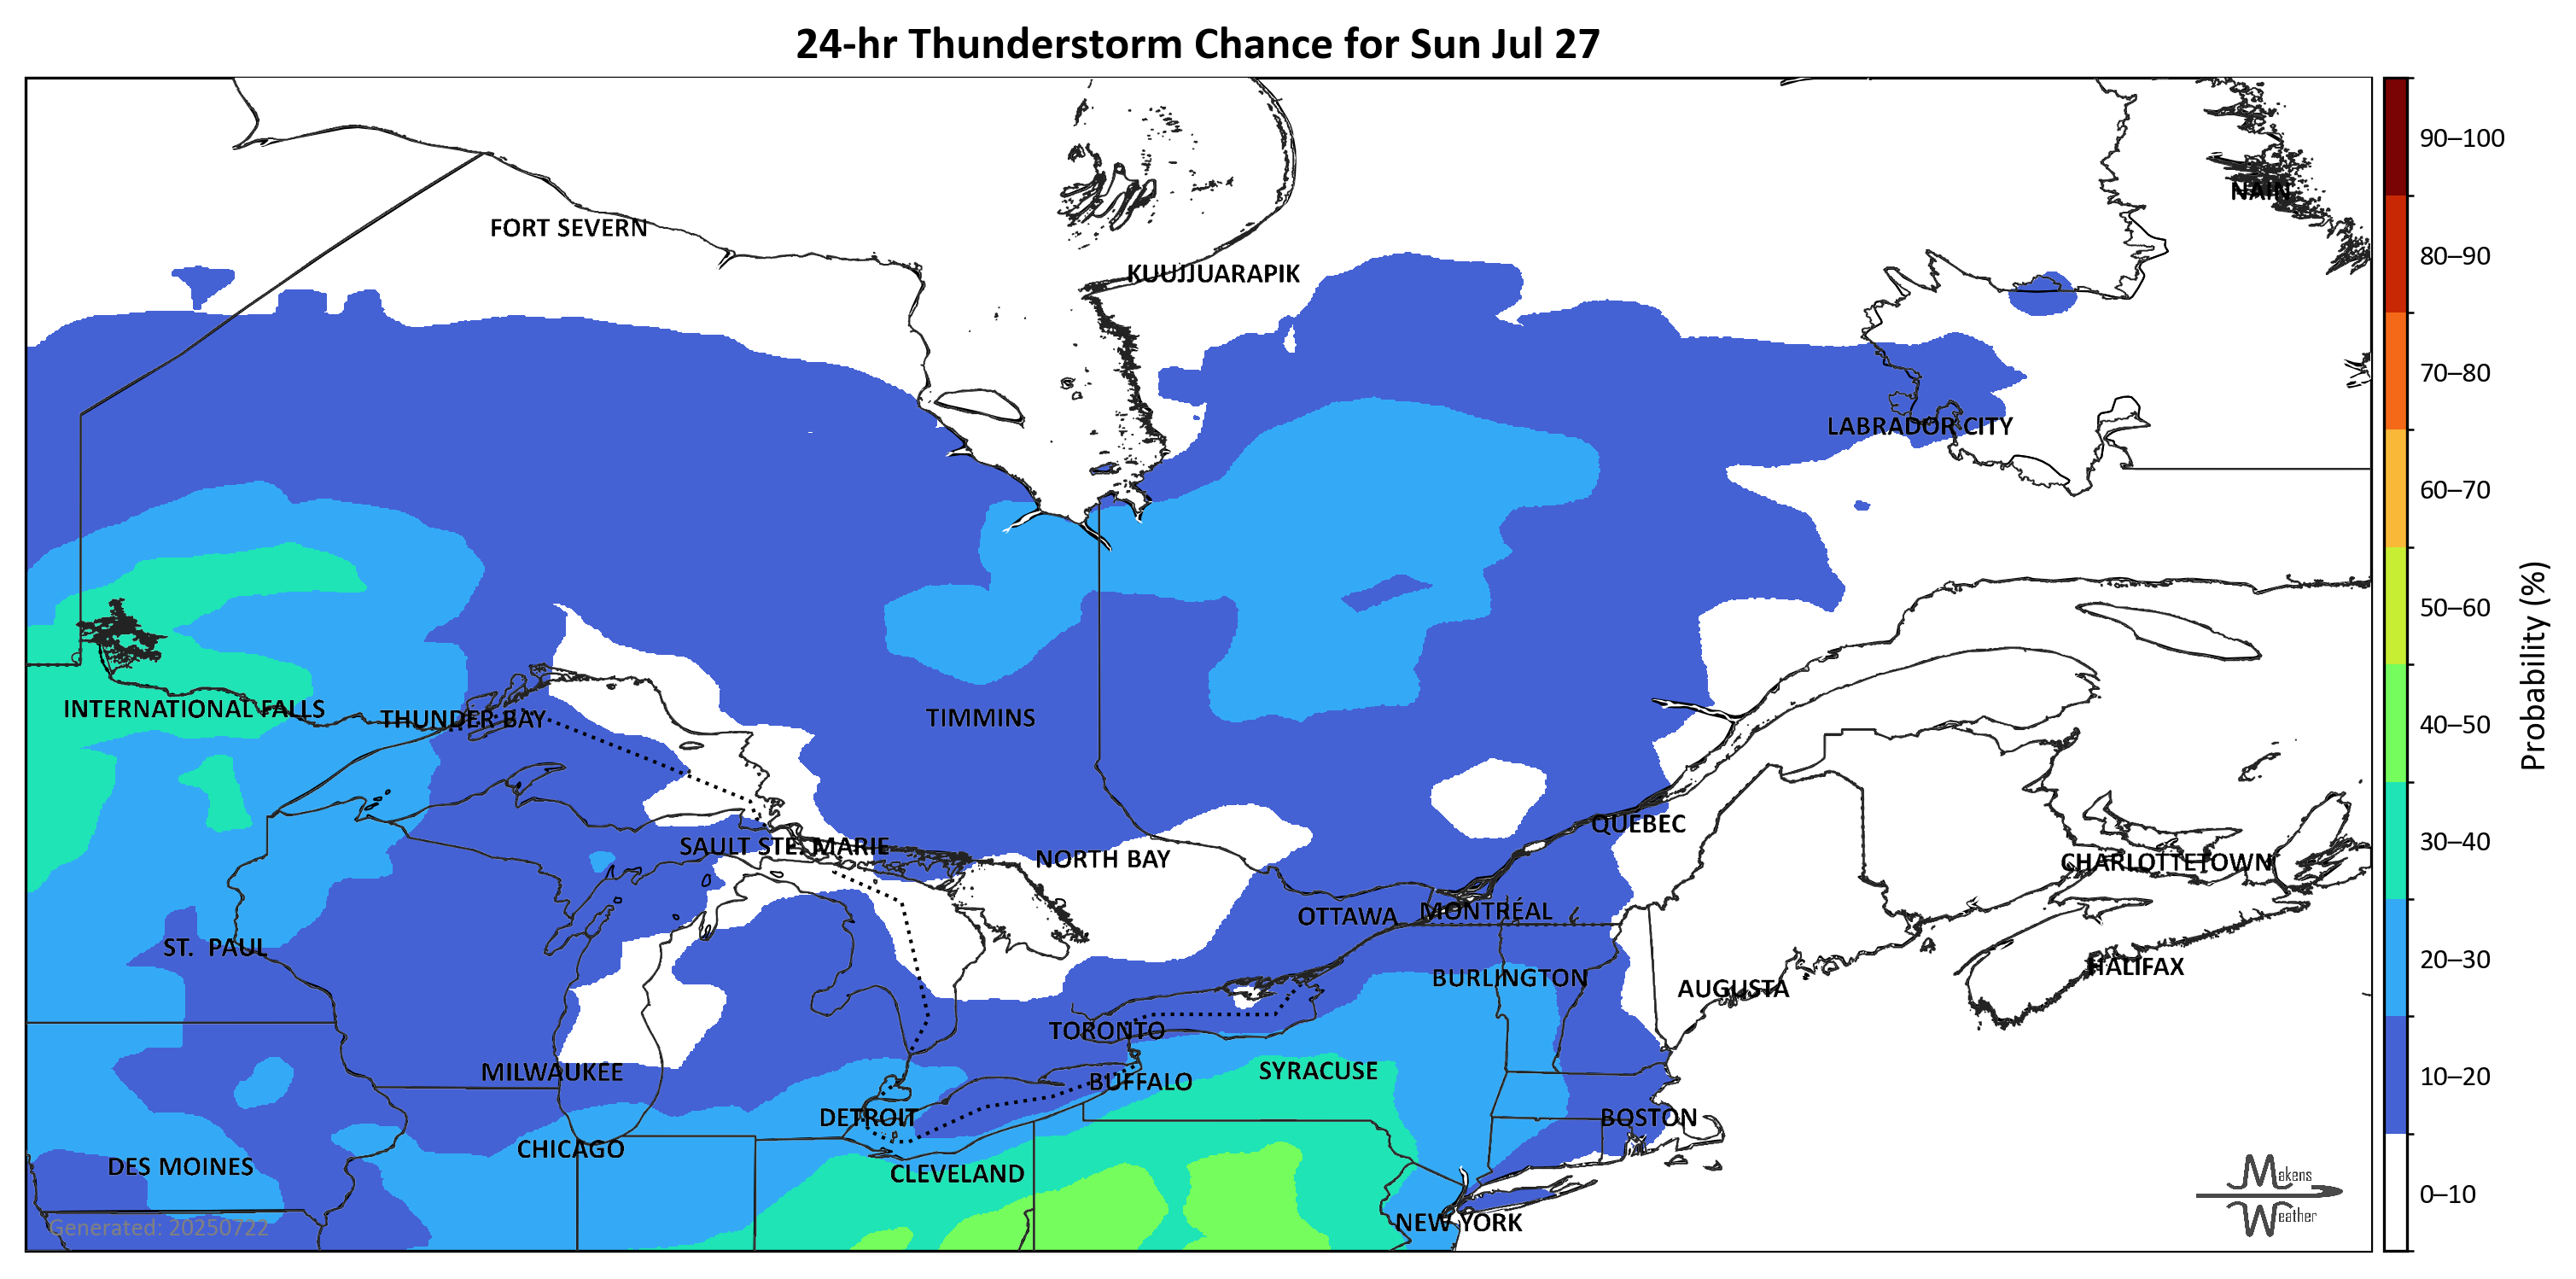 24-hr Thunderstorm Chance for Sun Jul 27
90–100
NAIN
FORT SEVERN
80–90
KUUJJUARAPIK
70–80
LABRADOR CITY
60–70
50–60
Probability (%)
INTERNATIONAL FALLS
THUNDER BAY
TIMMINS
40–50
QUEBEC
SAULT STE. MARIE
NORTH BAY
CHARLOTTETOWN
30–40
OTTAWA
MONTRÉAL
ST. PAUL
BURLINGTON
HALIFAX
20–30
AUGUSTA
TORONTO
MILWAUKEE
SYRACUSE
BUFFALO
10–20
DETROIT
BOSTON
CHICAGO
DES MOINES
CLEVELAND
Makens
Weather
0–10
NEW YORK
Generated: 20250722